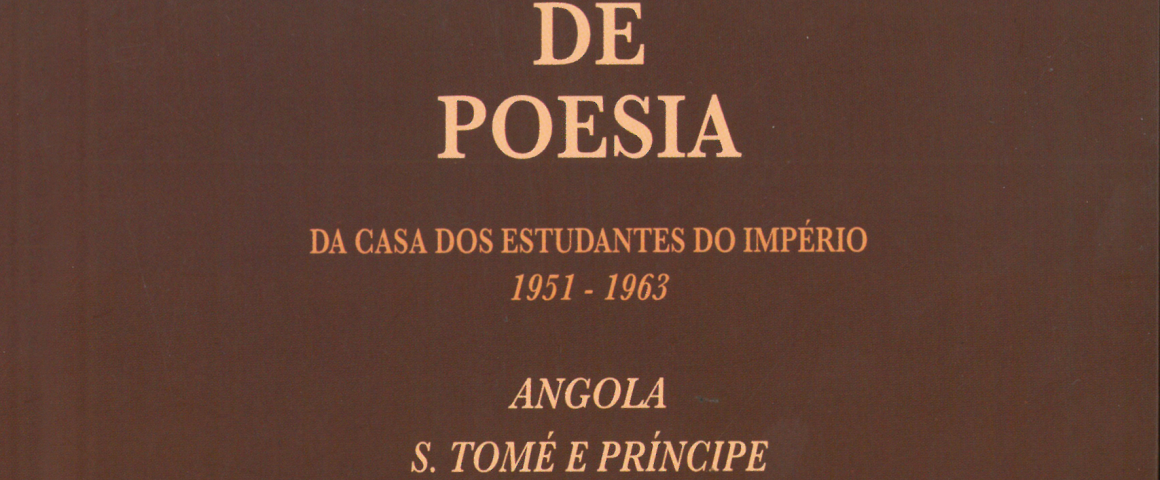 DE
POESIA
DA CASA DOS ESTUDANTES DO IMPÉRIO
1951 - 1963
ANGOLA
S. TOMÉ E PRÍNCIPE